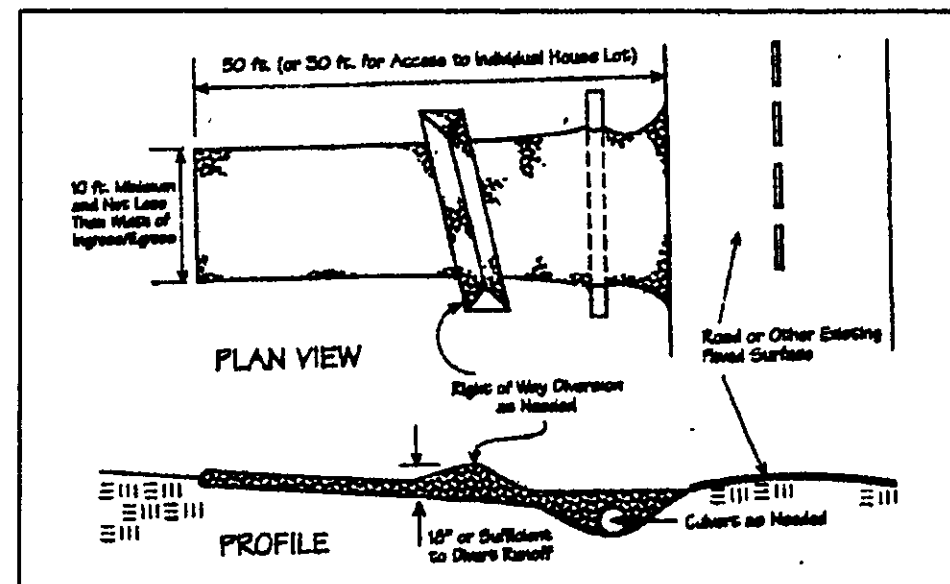 50 ft. (or 30 ft. for Access to Individual House Lot)
10 ft. Minimum
and Not Less
Than Width of
Ingress/Egress
PLAN VIEW
Road or Other Existing
Paved Surface
Right of Way Diversion
as Needed
Culvert as Needed
18" or Sufficient
to Divert Runoff
PROFILE